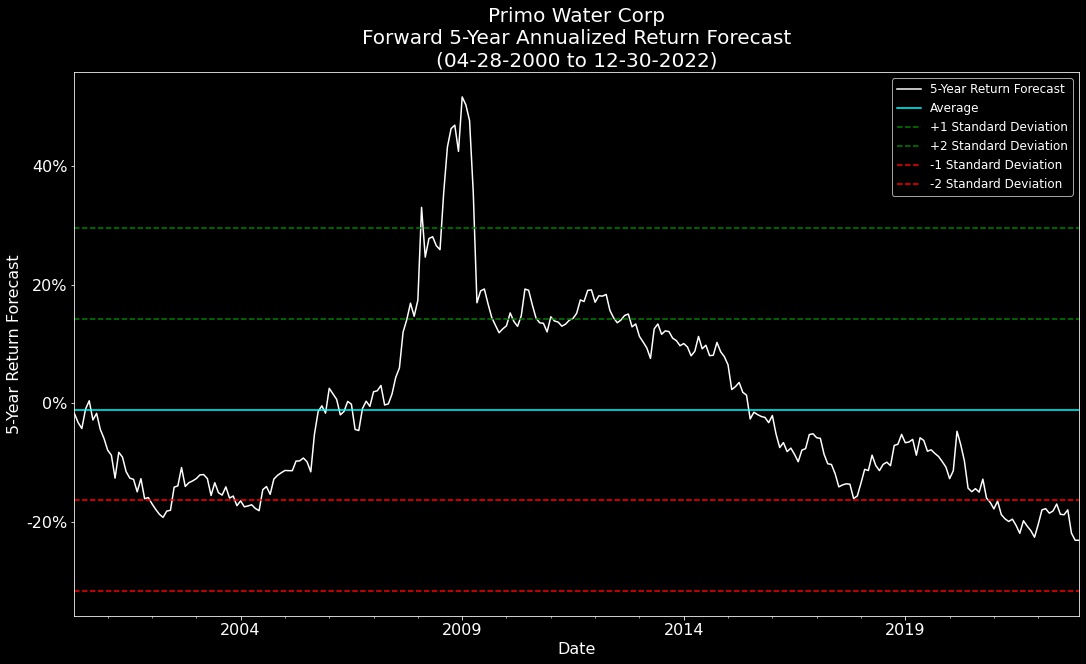 Primo Water Corp
Forward 5-Year Annualized Return Forecast
(04-28-2000 to 12-30-2022)
5-Year Return Forecast
Average
+1 Standard Deviation
+2 Standard Deviation
-1 Standard Deviation
-2 Standard Deviation
40%
20%
0%
-20%
5-Year Return Forecast
2004
2009
2014
2019
Date